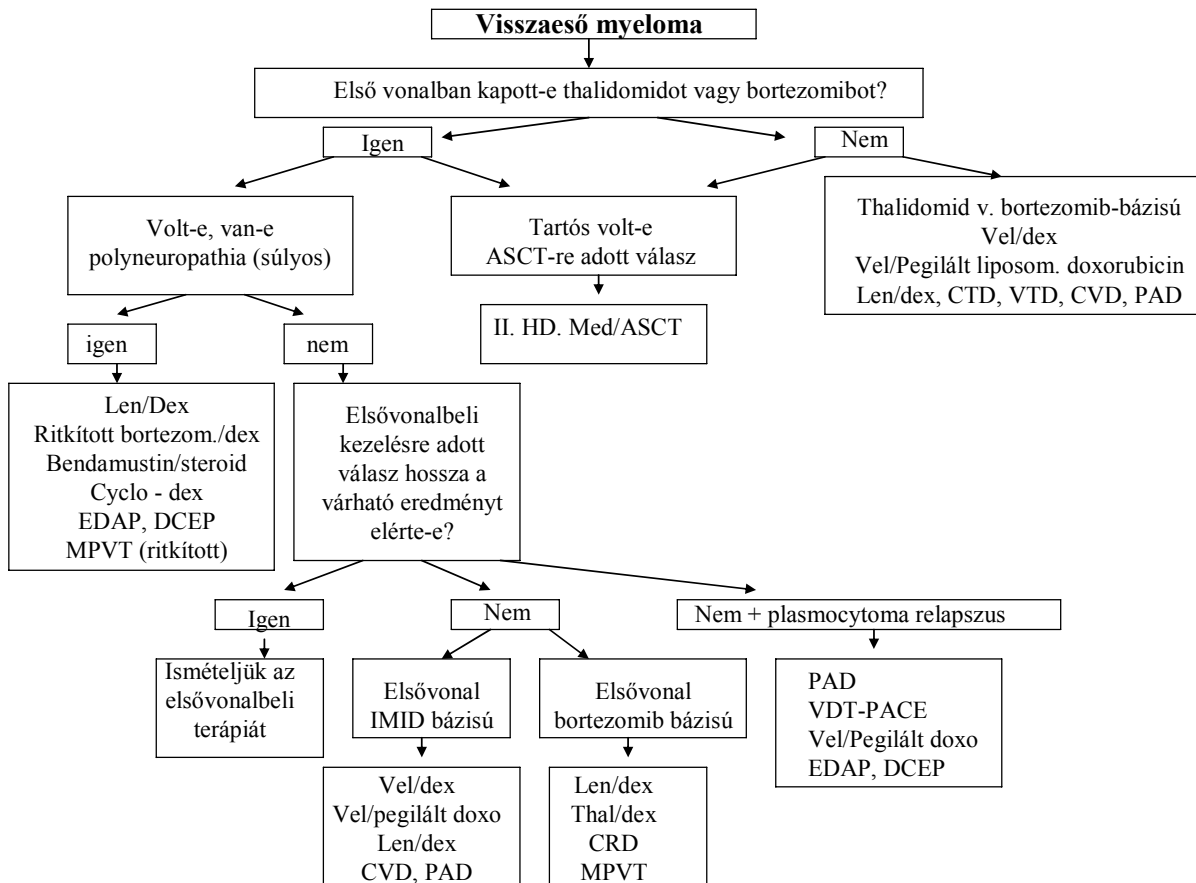 Visszaeső myeloma
Első vonalban kapott-e thalidomidot vagy bortezomibot?
Igen
Nem
Volt-e, van-e
polyneuropathia (súlyos)
Tartós volt-e
ASCT-re adott válasz
Thalidomid v. bortezomib-bázisú
Vel/dex
Vel/Pegilált liposom. doxorubicin
Len/dex, CTD, VTD, CVD, PAD
II. HD. Med/ASCT
igen
nem
Len/Dex
Ritkított bortezom./dex
Bendamustin/steroid
Cyclo - dex
EDAP, DCEP
MPVT (ritkított)
Elsővonalbeli
kezelésre adott
válasz hossza a
várható eredményt
elérte-e?
Igen
Nem
Nem + plasmocytoma relapszus
Ismételjük az
elsővonalbeli
terápiát
Elsővonal
IMID bázisú
Elsővonal
bortezomib bázisú
PAD
VDT-PACE
Vel/Pegilált doxo
EDAP, DCEP
Vel/dex
Vel/pegilált doxo
Len/dex
CVD, PAD
Len/dex
Thal/dex
CRD
MPVT